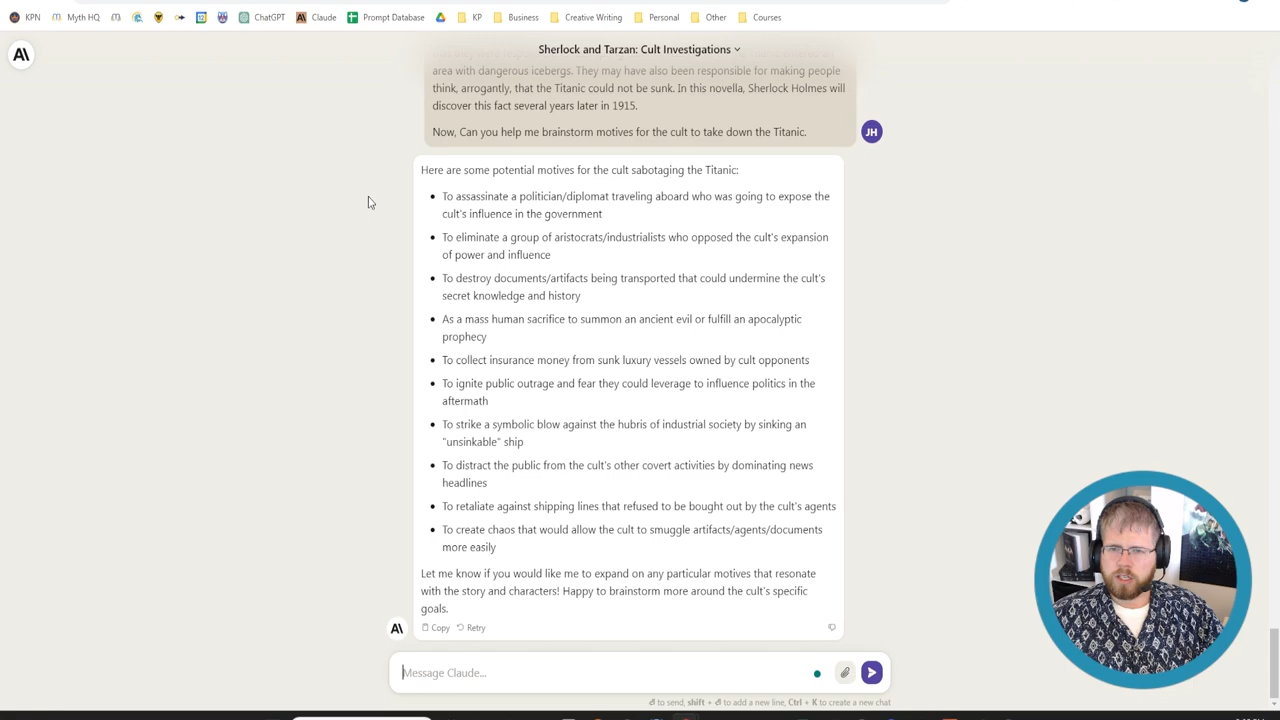 KPN Myth HQ ChatGPT Claude Prompt Database KP Business Creative Writing Personal Other Courses
Sherlock and Tarzan: Cult Investigations
area with dangerous icebergs. They may have also been responsible for making people
think, arrogantly, that the Titanic could not be sunk. In this novella, Sherlock Holmes will
discover this fact several years later in 1915.
Now, Can you help me brainstorm motives for the cult to take down the Titanic.
JH
Here are some potential motives for the cult sabotaging the Titanic:
• To assassinate a politician/diplomat traveling aboard who was going to expose the
cult's influence in the government
• To eliminate a group of aristocrats/industrialists who opposed the cult's expansion
of power and influence
• To destroy documents/artifacts being transported that could undermine the cult's
secret knowledge and history
• As a mass human sacrifice to summon an ancient evil or fulfill an apocalyptic
prophecy
• To collect insurance money from sunk luxury vessels owned by cult opponents
• To ignite public outrage and fear they could leverage to influence politics in the
aftermath
• To strike a symbolic blow against the hubris of industrial society by sinking an
"unsinkable" ship
• To distract the public from the cult's other covert activities by dominating news
headlines
• To retaliate against shipping lines that refused to be bought out by the cult's agents
• To create chaos that would allow the cult to smuggle artifacts/agents/documents
more easily
Let me know if you would like me to expand on any particular motives that resonate
with the story and characters! Happy to brainstorm more around the cult's specific
goals.
Copy Retry
Message Claude...
to send, shift + to add a new line, Ctrl + K to create a new chat